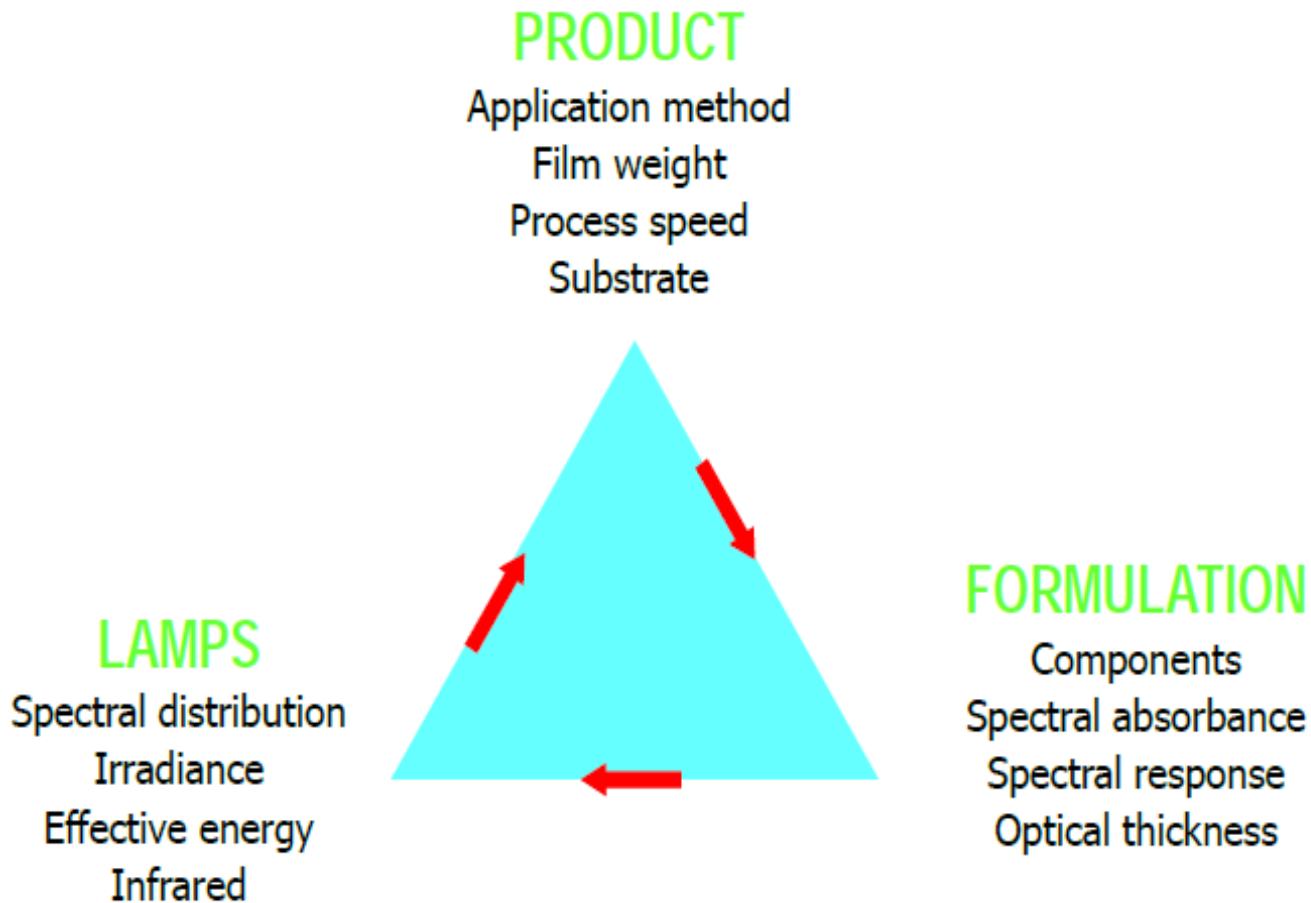 PRODUCT
Application method
Film weight
Process speed
Substrate
FORMULATION
Components
Spectral absorbance
Spectral response
Optical thickness
LAMPS
Spectral distribution
Irradiance
Effective energy
Infrared